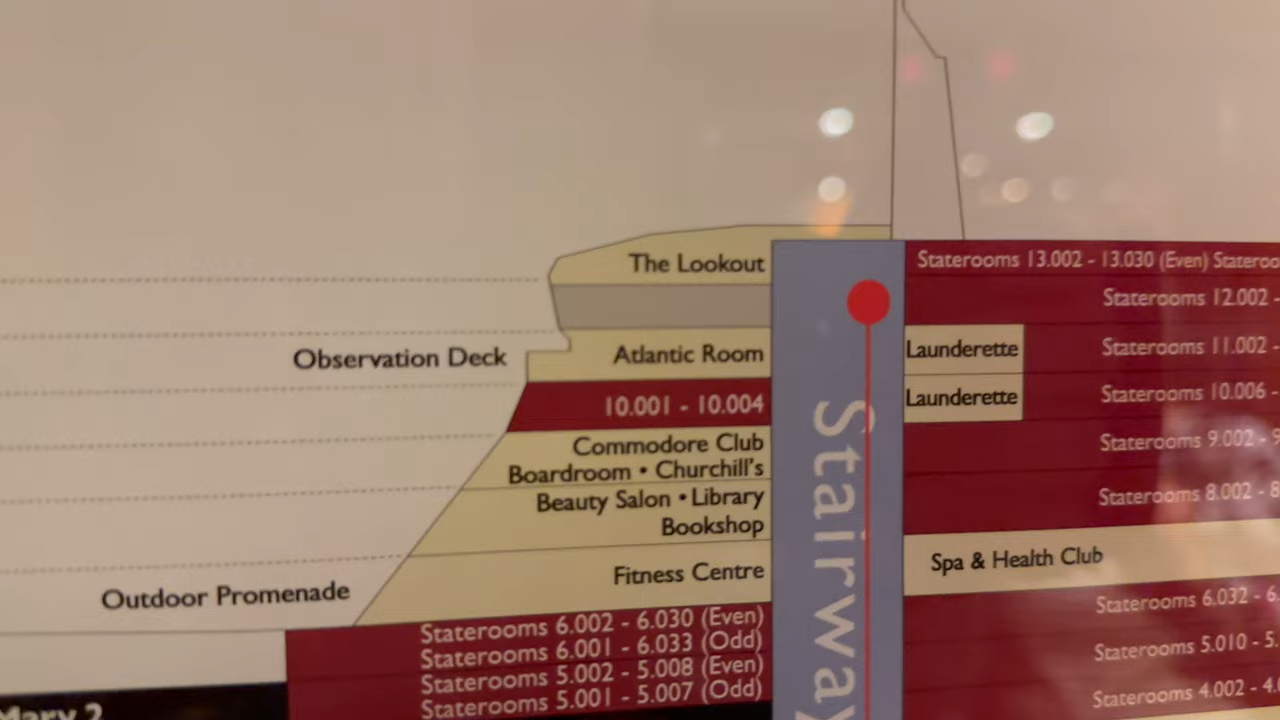 The Lookout
Observation Deck
Atlantic Room
10.001 - 10.004
Commodore Club
Boardroom • Churchill's
Beauty Salon • Library
Bookshop
Fitness Centre
Outdoor Promenade
Staterooms 6.002 - 6.030 (Even)
Staterooms 6.001 - 6.033 (Odd)
Staterooms 5.002 - 5.008 (Even)
Staterooms 5.001 - 5.007 (Odd)
Mary 2
Stairway
Staterooms 13.002 - 13.030 (Even)
Staterooms 12.002 -
Launderette
Staterooms 11.002 -
Launderette
Staterooms 10.006 -
Staterooms 9.002 -
Staterooms 8.002 -
Spa & Health Club
Staterooms 6.032 -
Staterooms 5.010 -
Staterooms 4.002 -